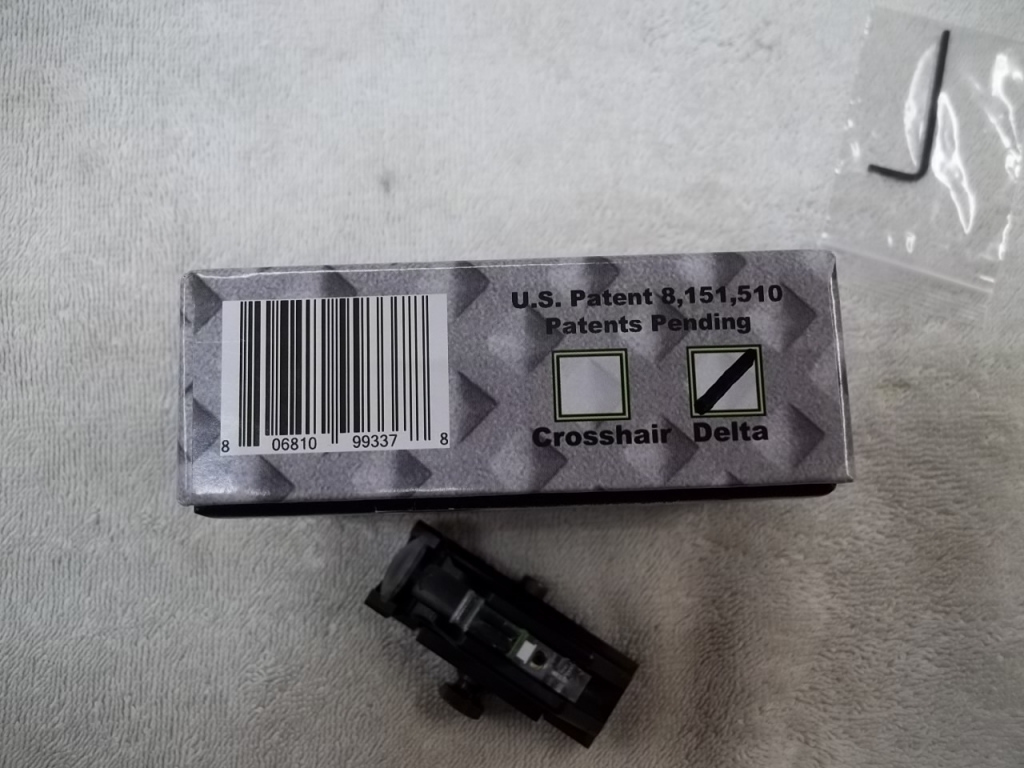 U.S. Patent 8,151,510
Patents Pending
Crosshair Delta
8 06810 99337 8